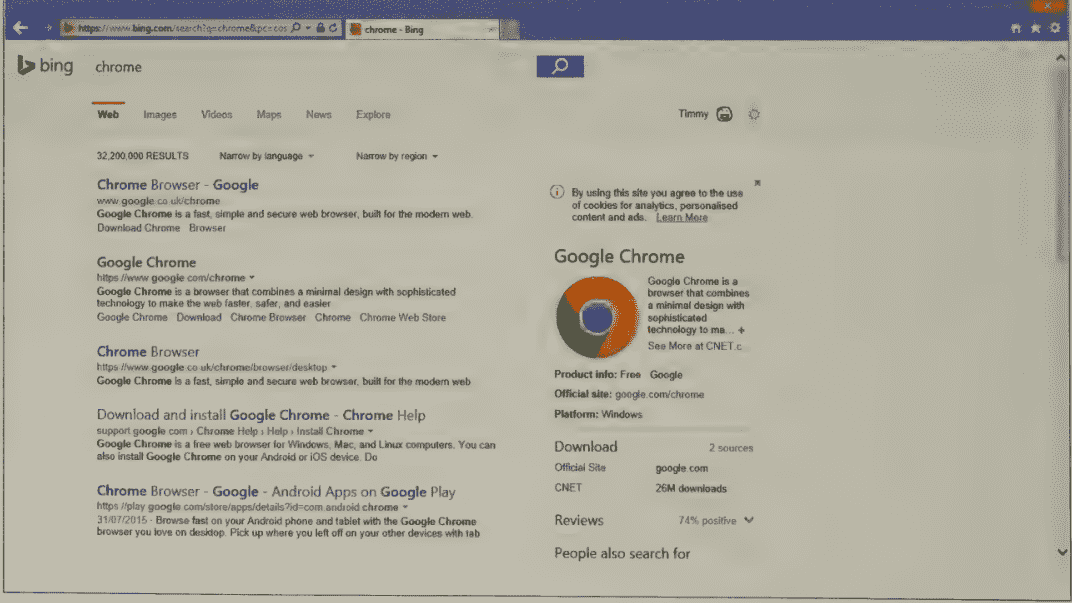 https://www.bing.com/search?q=chrome&pc=cos
chrome - Bing
bing
chrome
Web Images Videos Maps News Explore
Timmy
32,200,000 RESULTS Narrow by language Narrow by region
Chrome Browser - Google
www.google.co.uk/chrome
Google Chrome is a fast, simple and secure web browser, built for the modern web.
Download Chrome Browser
Google Chrome
https://www.google.com/chrome
Google Chrome is a browser that combines a minimal design with sophisticated
technology to make the web faster, safer, and easier
Google Chrome Download Chrome Browser Chrome Chrome Web Store
Chrome Browser
https://www.google.co.uk/chrome/browser/desktop
Google Chrome is a fast, simple and secure web browser, built for the modern web
Download and install Google Chrome - Chrome Help
support.google.com › Chrome Help › Help › Install Chrome
Google Chrome is a free web browser for Windows, Mac, and Linux computers. You can
also install Google Chrome on your Android or iOS device. Do
Chrome Browser - Google - Android Apps on Google Play
https://play.google.com/store/apps/details?id=com.android.chrome
31/07/2015 · Browse fast on your Android phone and tablet with the Google Chrome
browser you love on desktop. Pick up where you left off on your other devices with tab
By using this site you agree to the use
of cookies for analytics, personalised
content and ads. Learn More
Google Chrome
Google Chrome is a
browser that combines
a minimal design with
sophisticated
technology to ma... +
See More at CNET.c
Product info: Free Google
Official site: google.com/chrome
Platform: Windows
Download 2 sources
Official Site google.com
CNET 26M downloads
Reviews 74% positive
People also search for